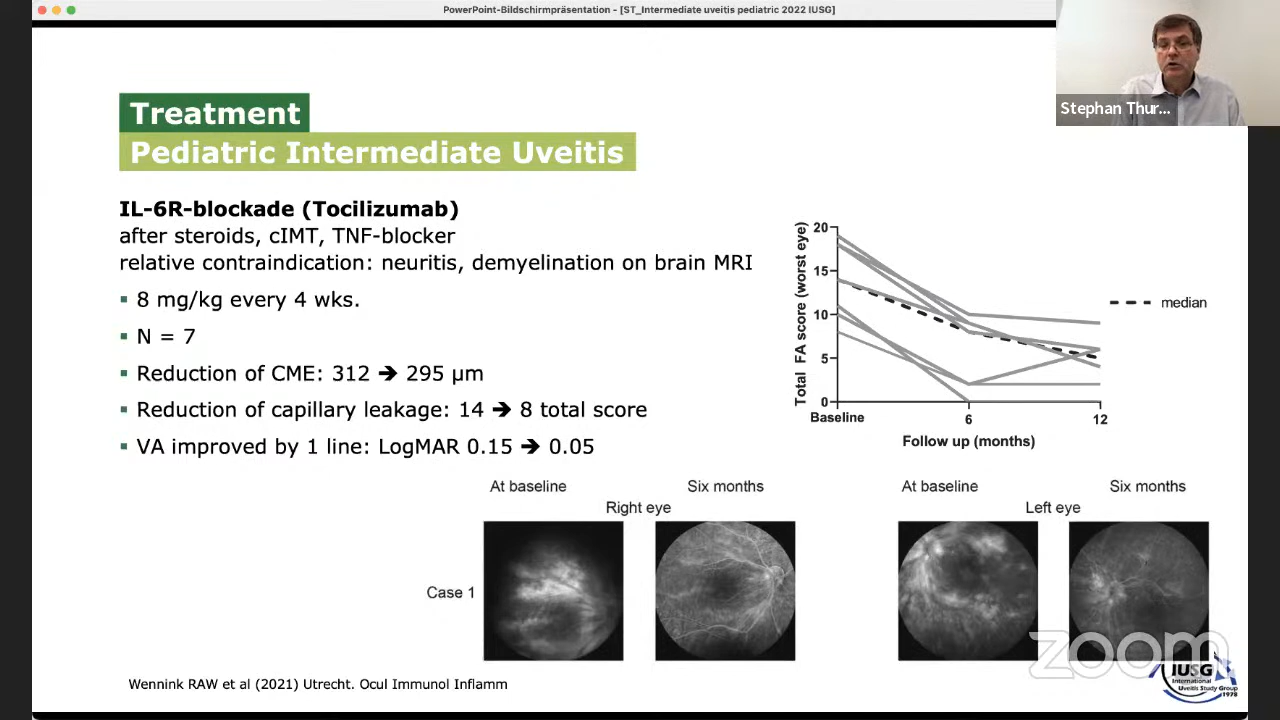 PowerPoint-Bildschirmpräsentation - [ST_Intermediate uveitis pediatric 2022 IUSG]
Stephan Thur...
Treatment
Pediatric Intermediate Uveitis
IL-6R-blockade (Tocilizumab)
after steroids, cIMT, TNF-blocker
relative contraindication: neuritis, demyelination on brain MRI
▪ 8 mg/kg every 4 wks.
▪ N = 7
▪ Reduction of CME: 312 ➔ 295 µm
▪ Reduction of capillary leakage: 14 ➔ 8 total score
▪ VA improved by 1 line: LogMAR 0.15 ➔ 0.05
Total FA score (worst eye)
20
15
10
5
0
Baseline
6
12
Follow up (months)
median
At baseline
Six months
Right eye
At baseline
Six months
Left eye
Case 1
Wennink RAW et al (2021) Utrecht. Ocul Immunol Inflamm
zoom
IUSG
International
Uveitis Study Group
1978